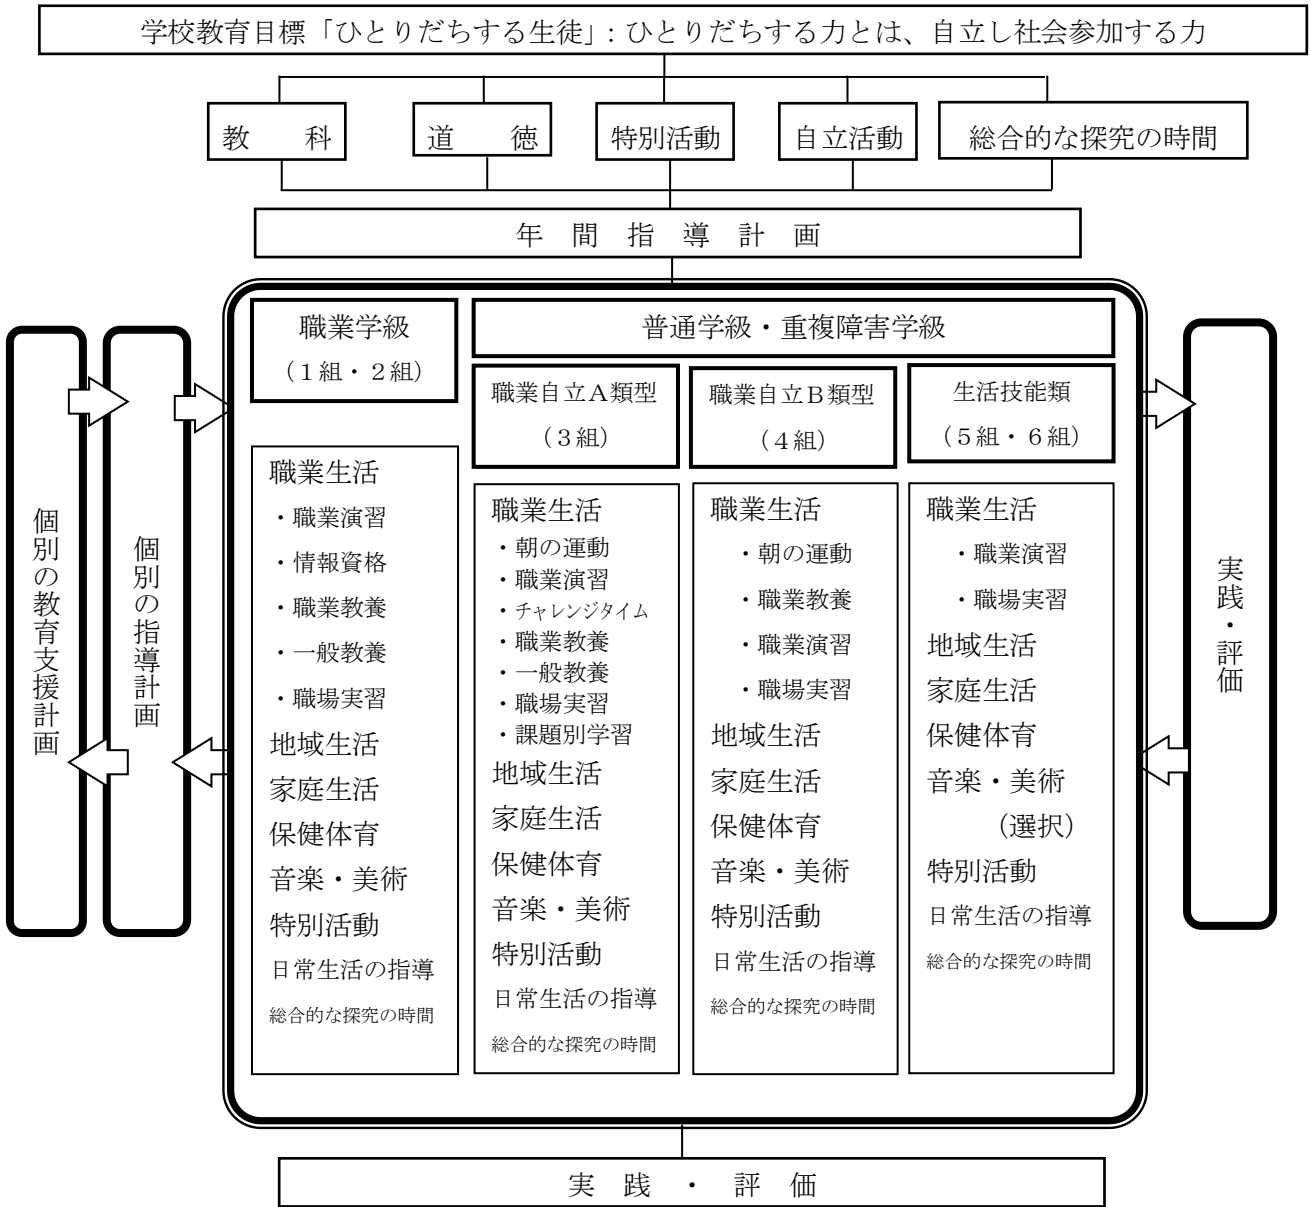 学校教育目標「ひとりだちする生徒」：ひとりだちする力とは、自立し社会参加する力
教　　科
道　　徳
特別活動
自立活動
総合的な探究の時間
年　間　指　導　計　画
個別の教育支援計画
個別の指導計画
職業学級
（１組・２組）
職業生活
・職業演習
・情報資格
・職業教養
・一般教養
・職場実習
地域生活
家庭生活
保健体育
音楽・美術
特別活動
日常生活の指導
総合的な探究の時間
普通学級・重複障害学級
職業自立Ａ類型
（３組）
職業生活
・朝の運動
・職業演習
・チャレンジタイム
・職業教養
・一般教養
・職場実習
・課題別学習
地域生活
家庭生活
保健体育
音楽・美術
特別活動
日常生活の指導
総合的な探究の時間
職業自立Ｂ類型
（４組）
職業生活
・朝の運動
・職業教養
・職業演習
・職場実習
地域生活
家庭生活
保健体育
音楽・美術
特別活動
日常生活の指導
総合的な探究の時間
生活技能類
（５組・６組）
職業生活
・職業演習
・職場実習
地域生活
家庭生活
保健体育
音楽・美術
（選択）
特別活動
日常生活の指導
総合的な探究の時間
実践・評価
実　践　・　評　価